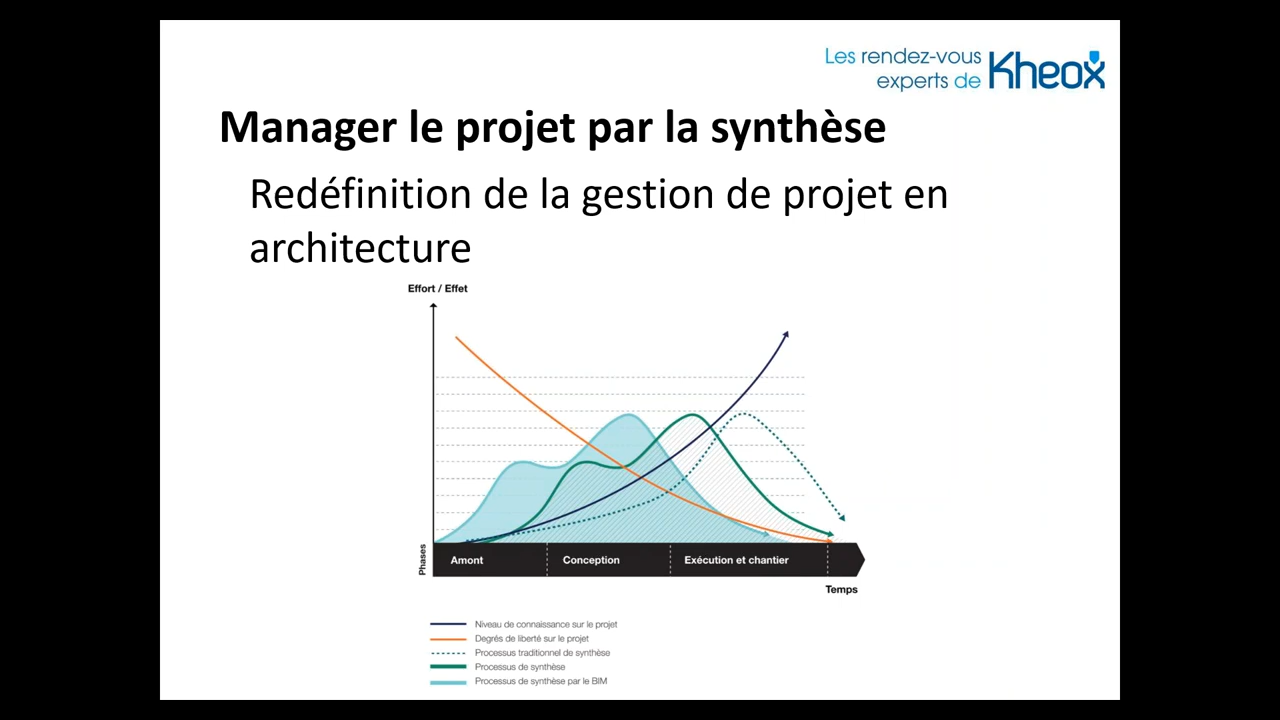 Les rendez-vous
experts de Kheox
Manager le projet par la synthèse
Redéfinition de la gestion de projet en
architecture
Effort / Effet
Phases
Amont
Conception
Exécution et chantier
Temps
Niveau de connaissance sur le projet
Degrés de liberté sur le projet
Processus traditionnel de synthèse
Processus de synthèse
Processus de synthèse par le BIM